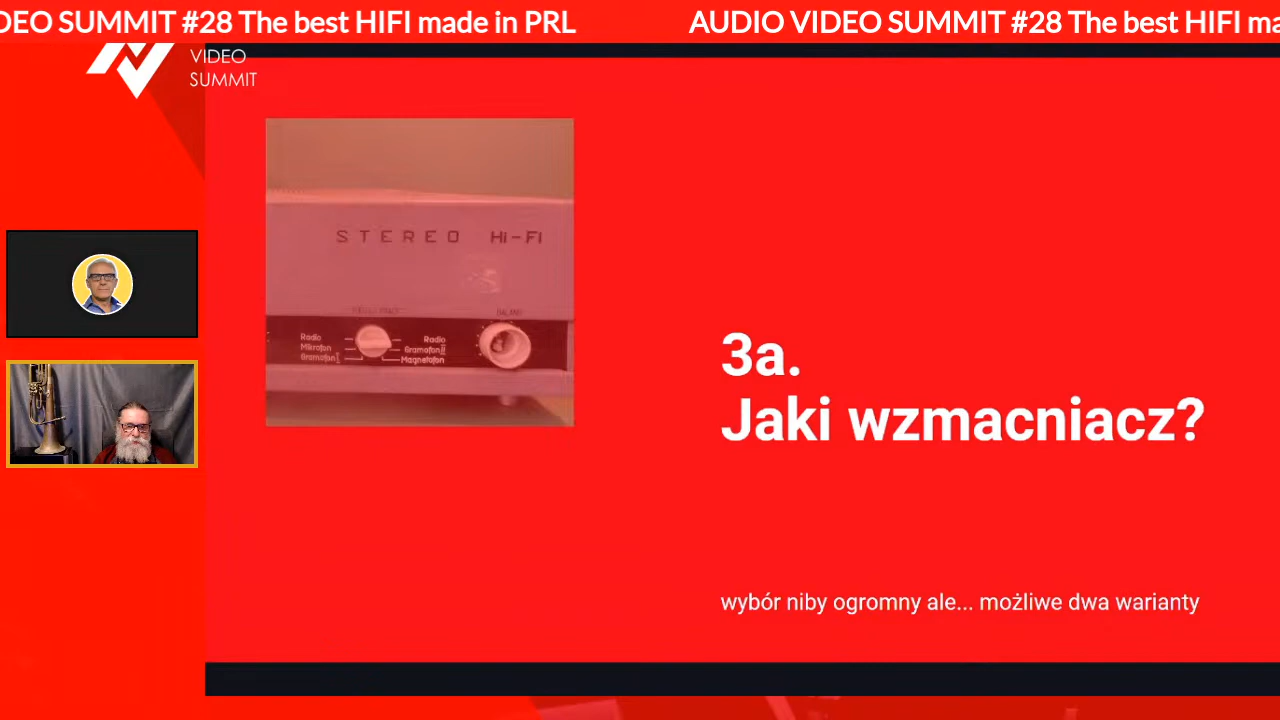 DEO SUMMIT #28 The best HIFI made in PRL
AUDIO VIDEO SUMMIT #28 The best HIFI ma
VIDEO
SUMMIT
STEREO Hi-Fi
Radio
Mikrofon
Gramofon
Radio
Gramofon
Magnetofon
3a.
Jaki wzmacniacz?
wybór niby ogromny ale... możliwe dwa warianty